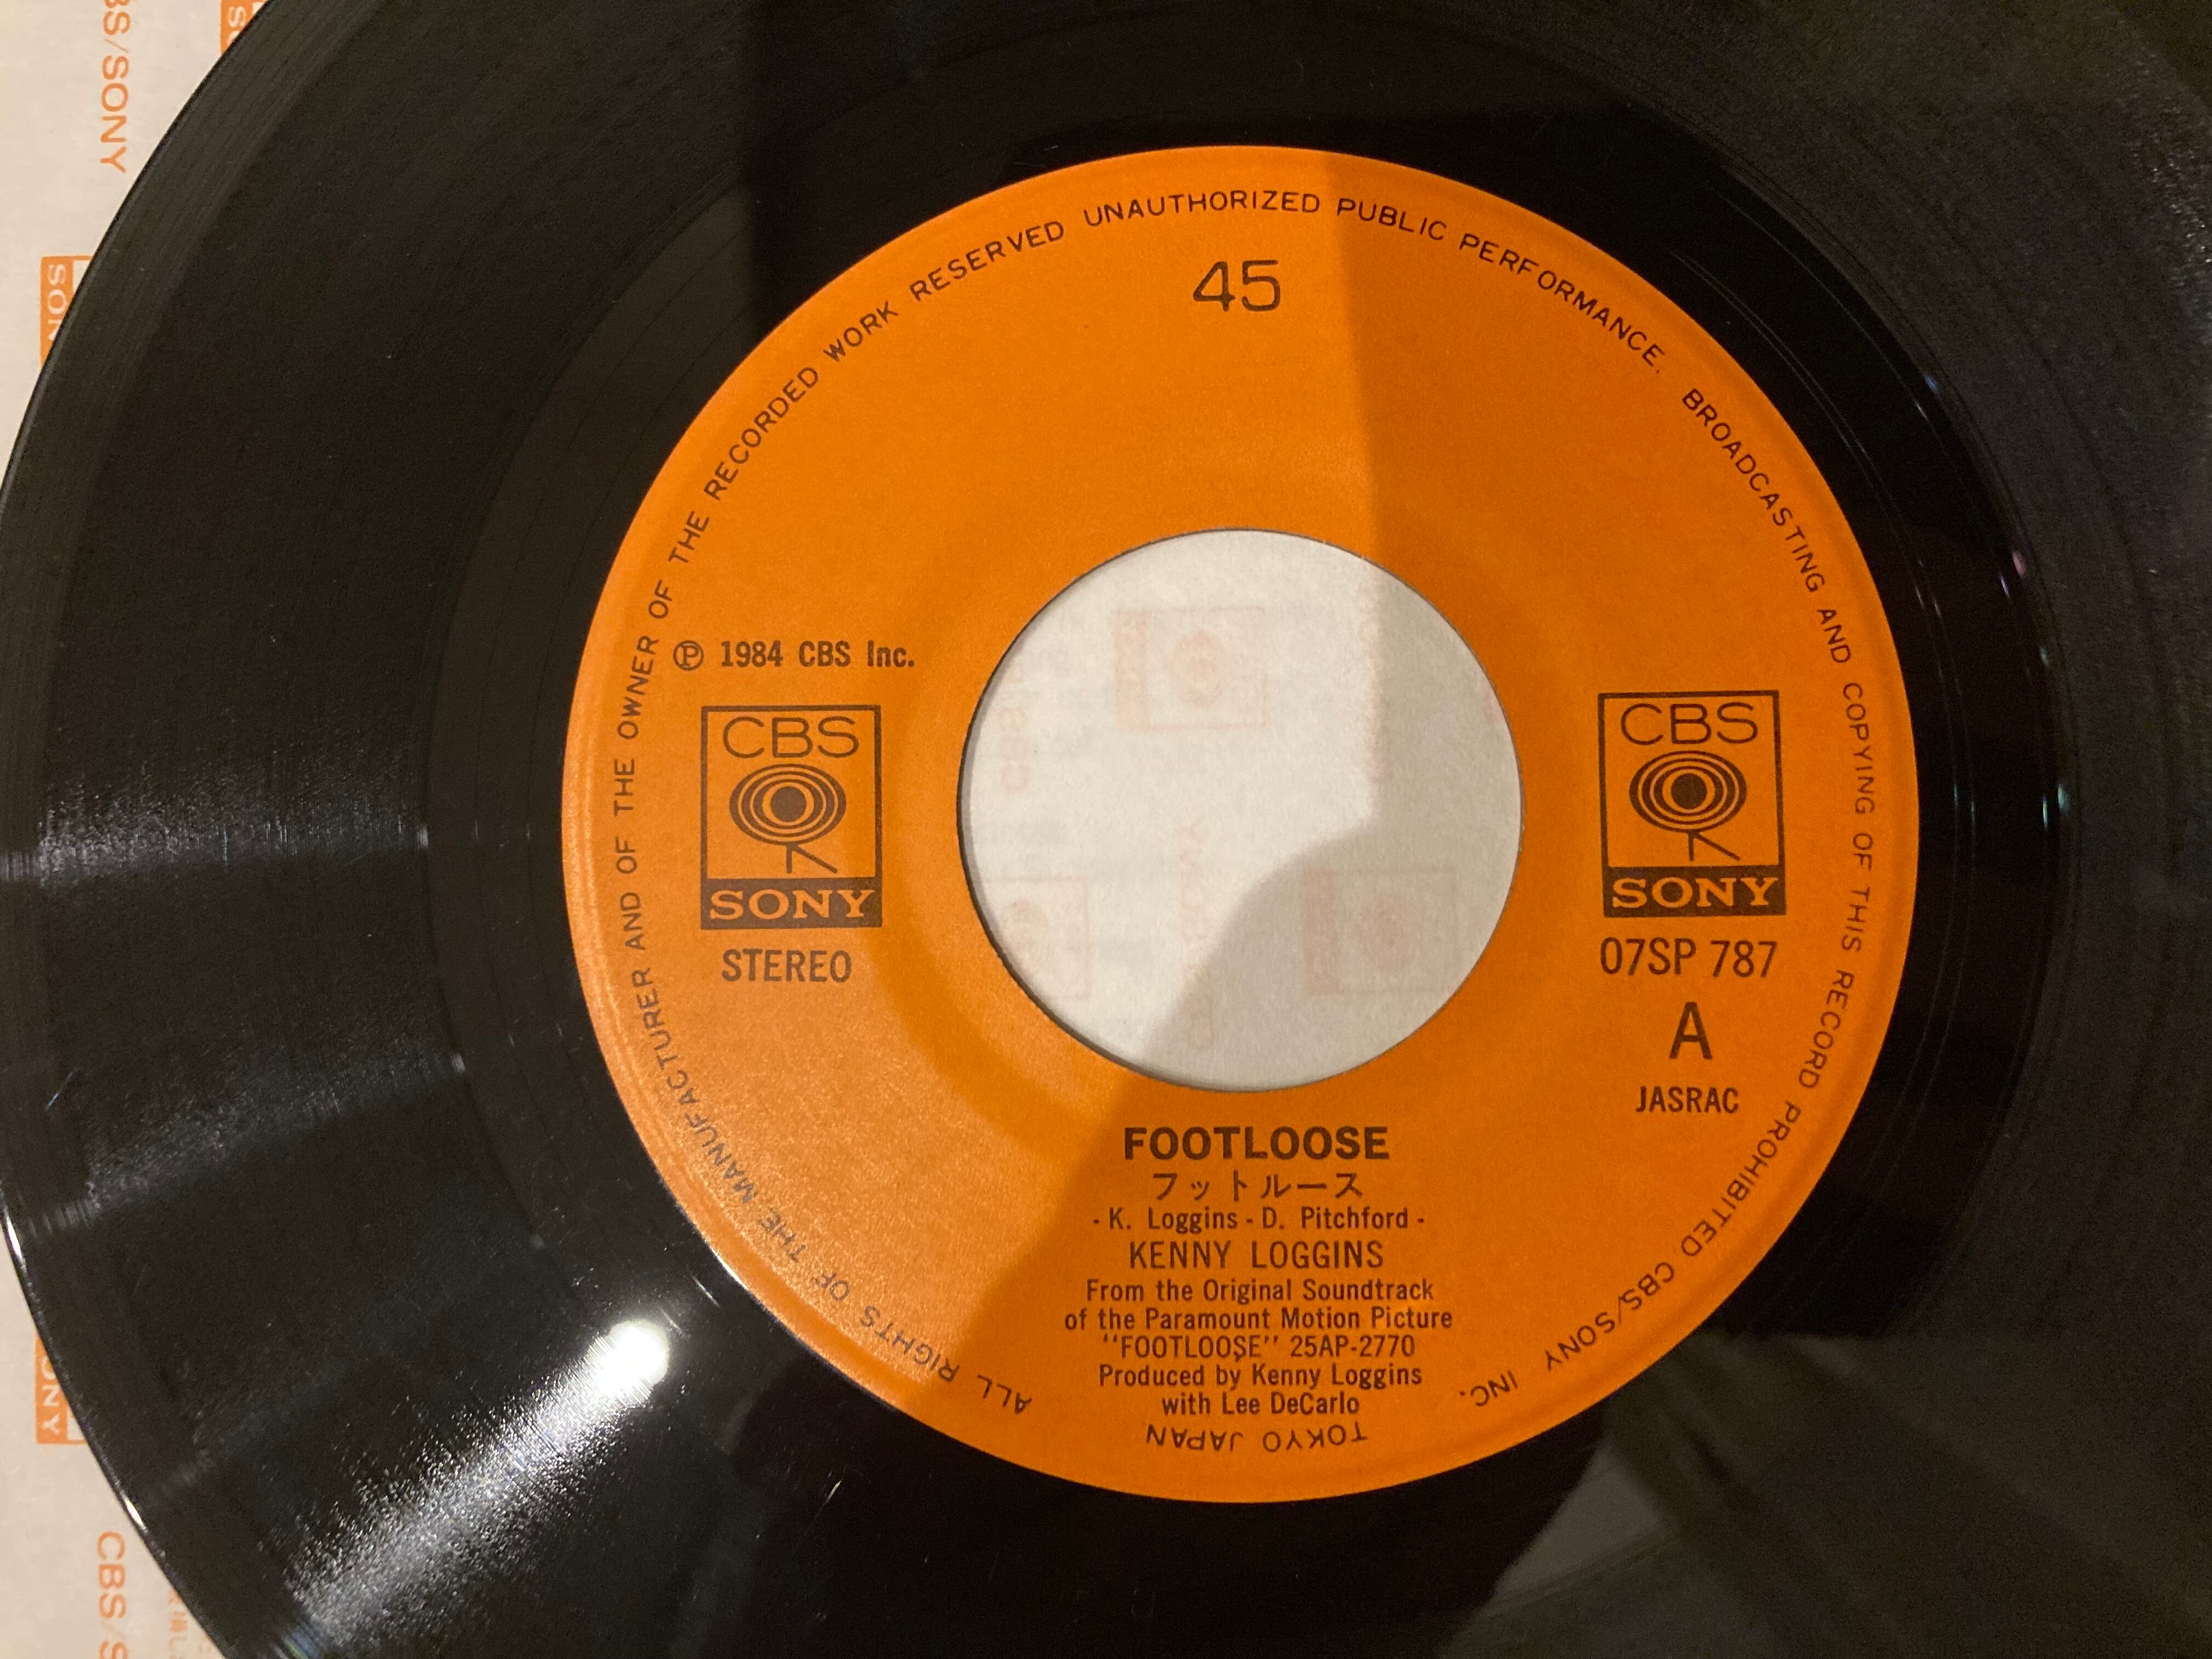 ALL RIGHTS OF THE MANUFACTURER AND OF THE OWNER OF THE RECORDED WORK RESERVED UNAUTHORIZED PUBLIC PERFORMANCE. BROADCASTING AND COPYING OF THIS RECORD PROHIBITED CBS/SONY INC.
TOKYO JAPAN
45
Ⓟ 1984 CBS Inc.
CBS
SONY
STEREO
CBS
SONY
07SP 787
A
JASRAC
FOOTLOOSE
フットルース
- K. Loggins - D. Pitchford -
KENNY LOGGINS
From the Original Soundtrack
of the Paramount Motion Picture
"FOOTLOOSE" 25AP-2770
Produced by Kenny Loggins
with Lee DeCarlo
CBS/SONY